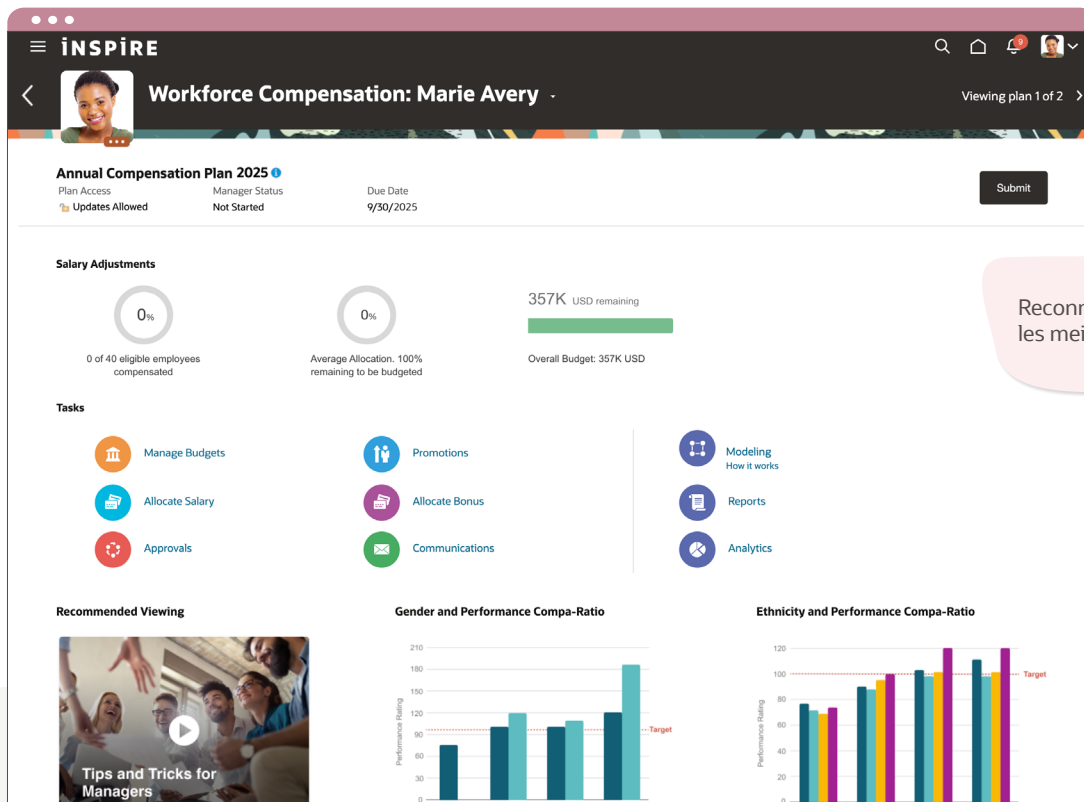 iNSPiRE
9
Workforce Compensation: Marie Avery
Viewing plan 1 of 2
Annual Compensation Plan 2025
Plan Access
Manager Status
Due Date
Updates Allowed
Not Started
9/30/2025
Submit
Salary Adjustments
0%
0%
357K USD remaining
0 of 40 eligible employees
compensated
Average Allocation. 100%
remaining to be budgeted
Overall Budget: 357K USD
les
Tasks
Manage Budgets
Promotions
Modeling
How it works
Allocate Salary
Allocate Bonus
Reports
Approvals
Communications
Analytics
Recommended Viewing
Gender and Performance Compa-Ratio
Ethnicity and Performance Compa-Ratio
Tips and Tricks for
Managers
Performance Rating
210
180
150
120
90
60
30
0
Target
Performance Rating
120
100
80
60
40
20
0
Target